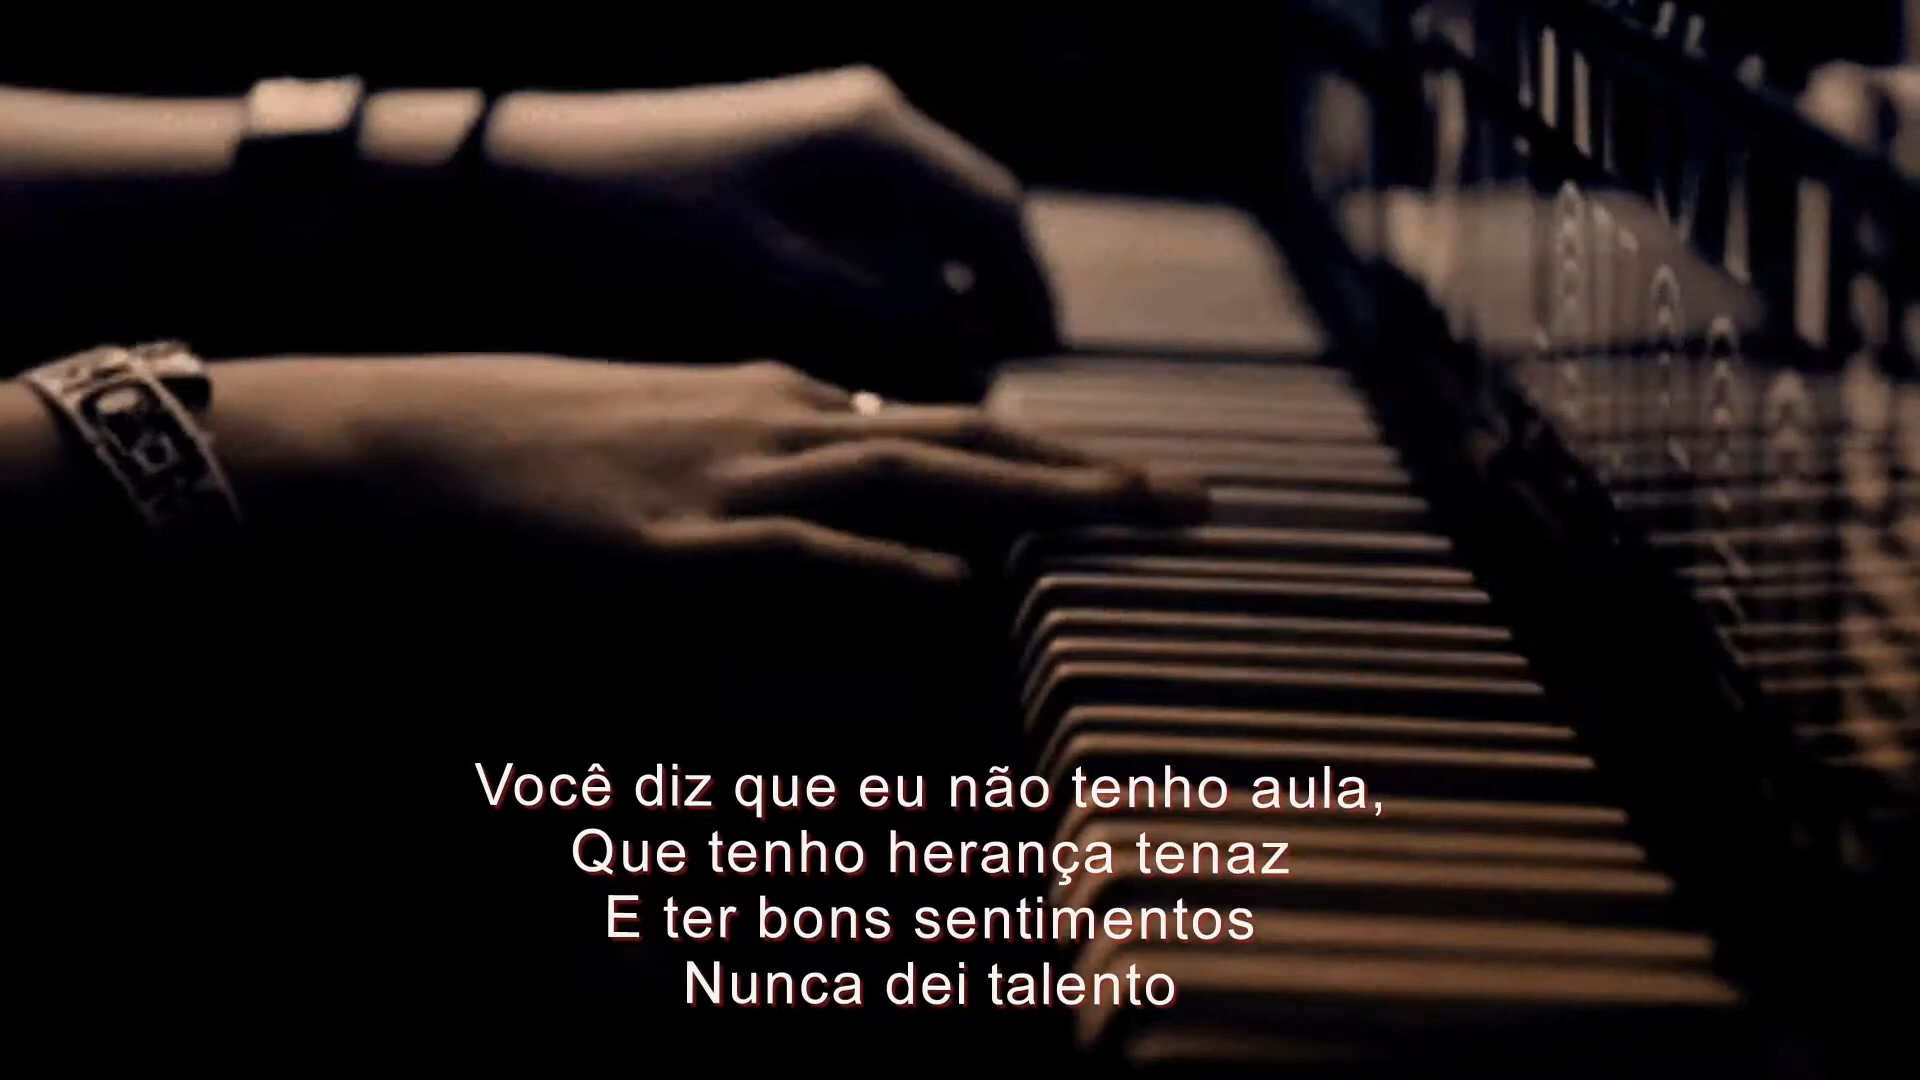 Você diz que eu não tenho aula,
Que tenho herança tenaz
E ter bons sentimentos
Nunca dei talento